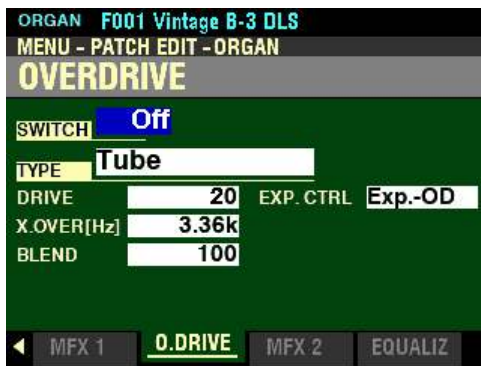 ORGAN F001 Vintage B-3 DLS
MENU - PATCH EDIT - ORGAN
OVERDRIVE
SWITCH Off
TYPE Tube
DRIVE 20 EXP. CTRL Exp.-OD
X.OVER[Hz] 3.36k
BLEND 100
MFX 1 O.DRIVE MFX 2 EQUALIZ